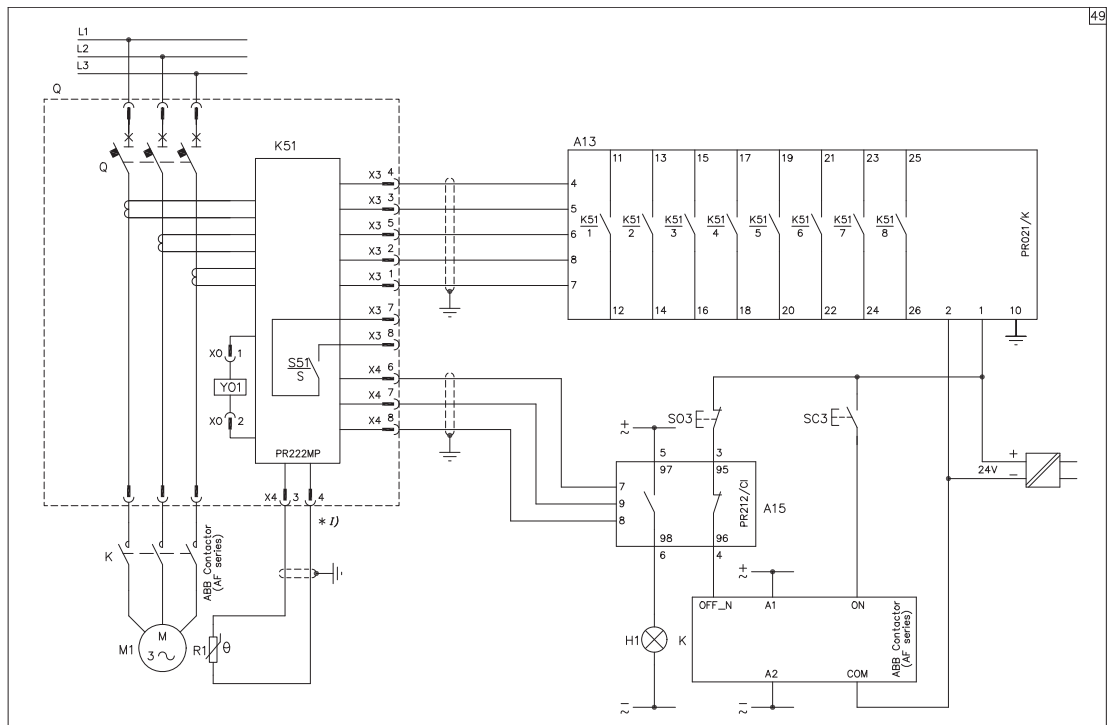 49
L1
L2
L3
Q
Q
K51
PR222MP
X3 4
X3 3
X3 5
X3 2
X3 1
X3 7
X3 8
S51
S
X4 6
X4 7
X4 8
X0 1
Y01
X0 2
X4 3 4
* I)
A13
11 13 15 17 19 21 23 25
4
5
6
8
7
K51 K51 K51 K51 K51 K51 K51 K51
1 2 3 4 5 6 7 8
12 14 16 18 20 22 24 26 2 1 10
PR021/K
SO3
SC3
+
~
5 3
97 95
7
9
8
98 96
6 4
PR212/CI
A15
24V
+
−
K
ABB Contactor
(AF series)
M1
M
3 ~
R1
θ
H1
−
~
+
~
OFF_N A1 ON
K
A2 COM
ABB Contactor
(AF series)
−
~